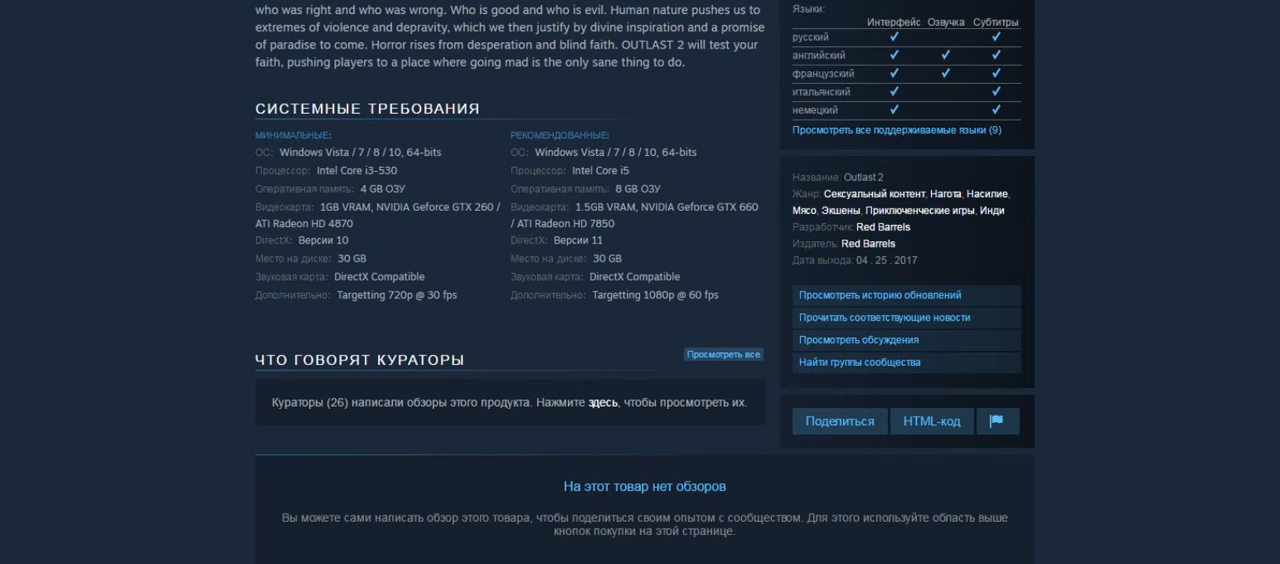 who was right and who was wrong. Who is good and who is evil. Human nature pushes us to
extremes of violence and depravity, which we then justify by divine inspiration and a promise
of paradise to come. Horror rises from desperation and blind faith. OUTLAST 2 will test your
faith, pushing players to a place where going mad is the only sane thing to do.
СИСТЕМНЫЕ ТРЕБОВАНИЯ
МИНИМАЛЬНЫЕ:
ОС: Windows Vista / 7 / 8 / 10, 64-bits
Процессор: Intel Core i3-530
Оперативная память: 4 GB ОЗУ
Видеокарта: 1GB VRAM, NVIDIA Geforce GTX 260 /
ATI Radeon HD 4870
DirectX: Версии 10
Место на диске: 30 GB
Звуковая карта: DirectX Compatible
Дополнительно: Targetting 720p @ 30 fps
РЕКОМЕНДОВАННЫЕ:
ОС: Windows Vista / 7 / 8 / 10, 64-bits
Процессор: Intel Core i5
Оперативная память: 8 GB ОЗУ
Видеокарта: 1.5GB VRAM, NVIDIA Geforce GTX 660
/ ATI Radeon HD 7850
DirectX: Версии 11
Место на диске: 30 GB
Звуковая карта: DirectX Compatible
Дополнительно: Targetting 1080p @ 60 fps
ЧТО ГОВОРЯТ КУРАТОРЫ
Просмотреть все
Кураторы (26) написали обзоры этого продукта. Нажмите здесь, чтобы просмотреть их.
На этот товар нет обзоров
Вы можете сами написать обзор этого товара, чтобы поделиться своим опытом с сообществом. Для этого используйте область выше
кнопок покупки на этой странице.
Языки:
Интерфейс Озвучка Субтитры
русский
английский
французский
итальянский
немецкий
Просмотреть все поддерживаемые языки (9)
Название: Outlast 2
Жанр: Сексуальный контент, Нагота, Насилие,
Мясо, Экшены, Приключенческие игры, Инди
Разработчик: Red Barrels
Издатель: Red Barrels
Дата выхода: 04 . 25 . 2017
Просмотреть историю обновлений
Прочитать соответствующие новости
Просмотреть обсуждения
Найти группы сообщества
Поделиться HTML-код